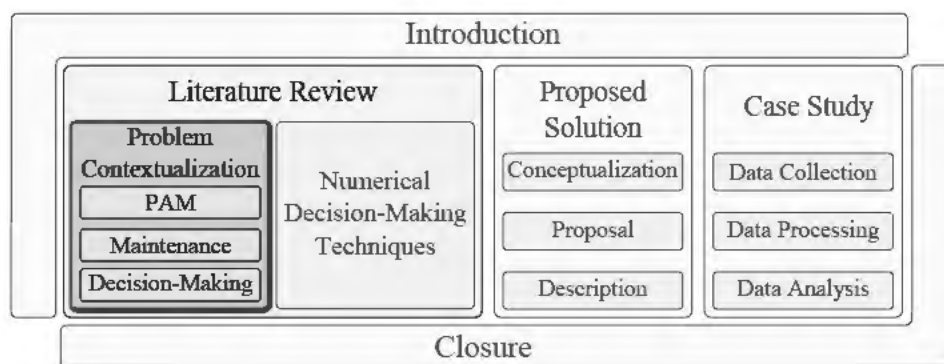 Introduction
Literature Review
Problem
Contextualization
PAM
Maintenance
Decision-Making
Numerical
Decision-Making
Techniques
Proposed
Solution
Conceptualization
Proposal
Description
Case Study
Data Collection
Data Processing
Data Analysis
Closure